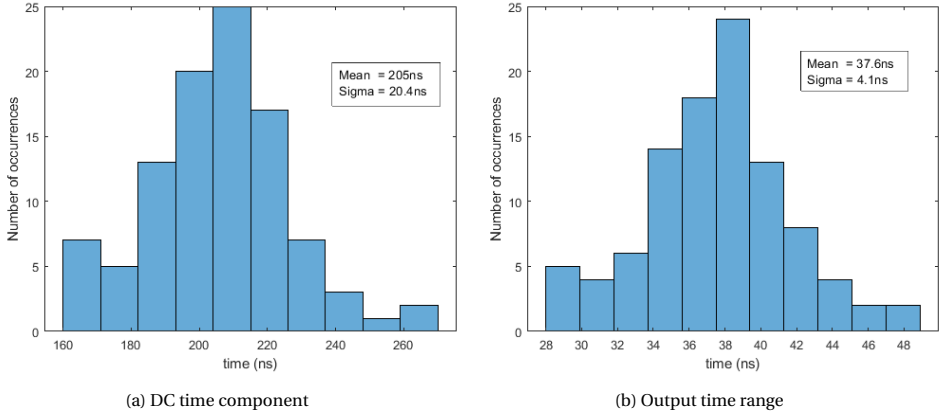 25
20
15
10
5
0
Number of occurrences
Mean = 205ns
Sigma = 20.4ns
160 180 200 220 240 260
time (ns)
(a) DC time component
25
20
15
10
5
0
Number of occurrences
Mean = 37.6ns
Sigma = 4.1ns
28 30 32 34 36 38 40 42 44 46 48
time (ns)
(b) Output time range